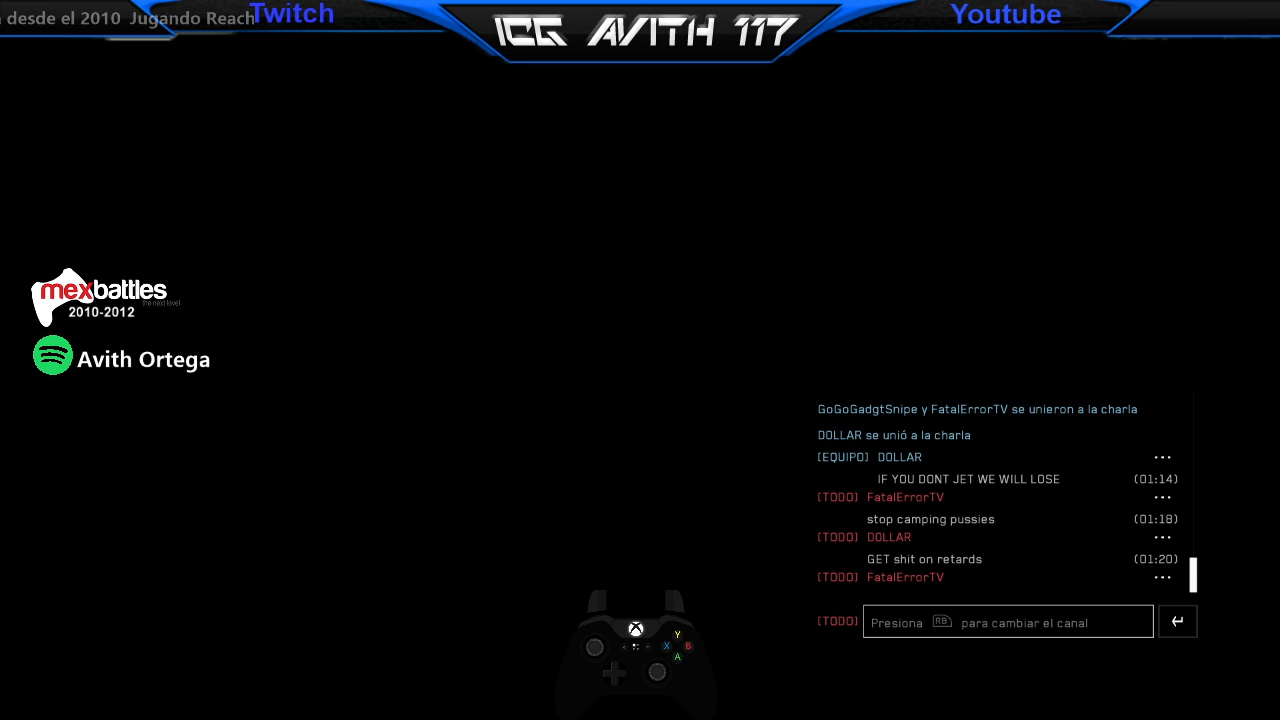 desde el 2010 Jugando Reach
Twitch
ICG AVITH 117
Youtube
mexbattles
the next level
2010-2012
Avith Ortega
GoGoGadgtSnipe y FatalErrorTV se unieron a la charla
DOLLAR se unió a la charla
[EQUIPO] DOLLAR ...
IF YOU DONT JET WE WILL LOSE (01:14)
[TODO] FatalErrorTV ...
stop camping pussies (01:18)
[TODO] DOLLAR ...
GET shit on retards (01:20)
[TODO] FatalErrorTV ...
[TODO] Presiona RB para cambiar el canal
Y
X B
A